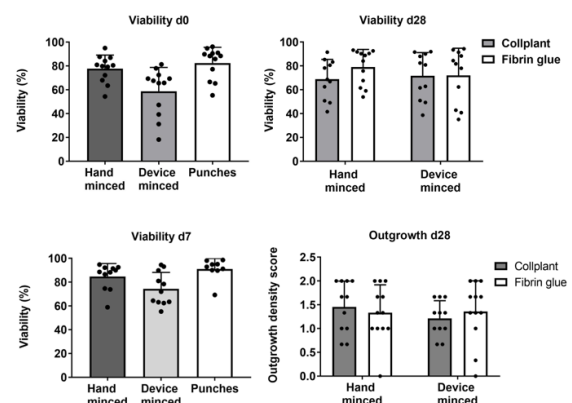 Viability d0
Viability (%)
100
80
60
40
20
0
Hand
minced
Device
minced
Punches
Viability d28
Viability (%)
100
80
60
40
20
0
Hand
minced
Device
minced
Collplant
Fibrin glue
Viability d7
Viability (%)
100
80
60
40
20
0
Hand
minced
Device
minced
Punches
Outgrowth d28
Outgrowth density score
2.5
2.0
1.5
1.0
0.5
0.0
Hand
minced
Device
minced
Collplant
Fibrin glue